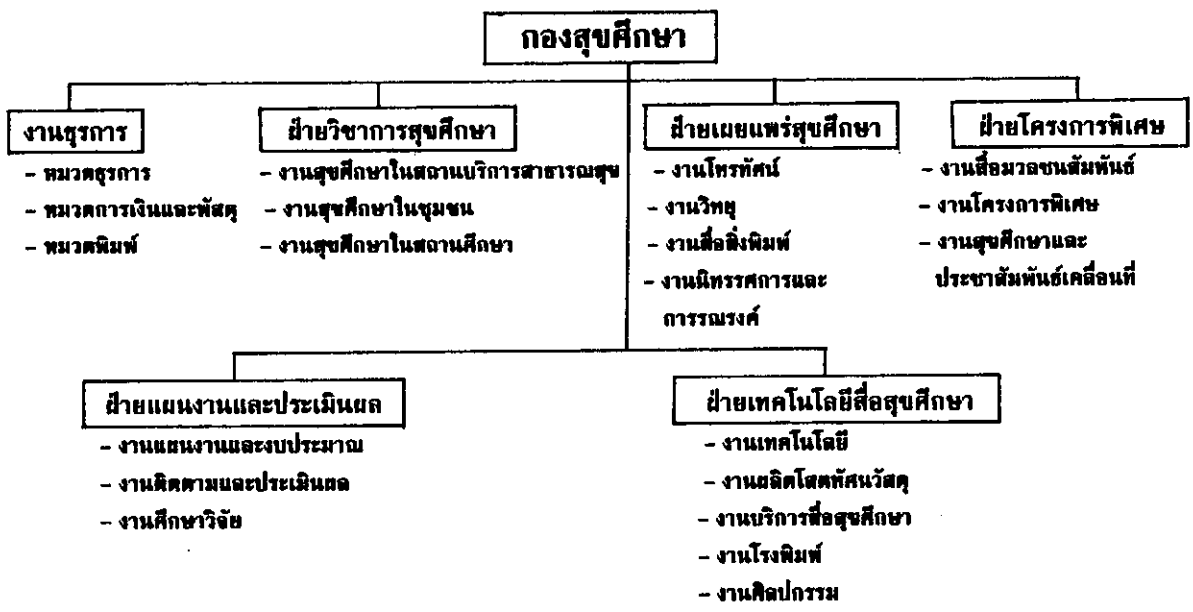 กองสุขศึกษา
งานธุรการ
- หมวดธุรการ
- หมวดการเงินและพัสดุ
- หมวดพิมพ์
ฝ่ายวิชาการสุขศึกษา
- งานสุขศึกษาในสถานบริการสาธารณสุข
- งานสุขศึกษาในชุมชน
- งานสุขศึกษาในสถานศึกษา
ฝ่ายเผยแพร่สุขศึกษา
- งานโทรทัศน์
- งานวิทยุ
- งานสื่อสิ่งพิมพ์
- งานนิทรรศการและ
การรณรงค์
ฝ่ายโครงการพิเศษ
- งานสื่อมวลชนสัมพันธ์
- งานโครงการพิเศษ
- งานสุขศึกษาและ
ประชาสัมพันธ์เคลื่อนที่
ฝ่ายแผนงานและประเมินผล
- งานแผนงานและงบประมาณ
- งานติดตามและประเมินผล
- งานศึกษาวิจัย
ฝ่ายเทคโนโลยีสื่อสุขศึกษา
- งานเทคโนโลยี
- งานผลิตโสตทัศนวัสดุ
- งานบริการสื่อสุขศึกษา
- งานโรงพิมพ์
- งานศิลปกรรม